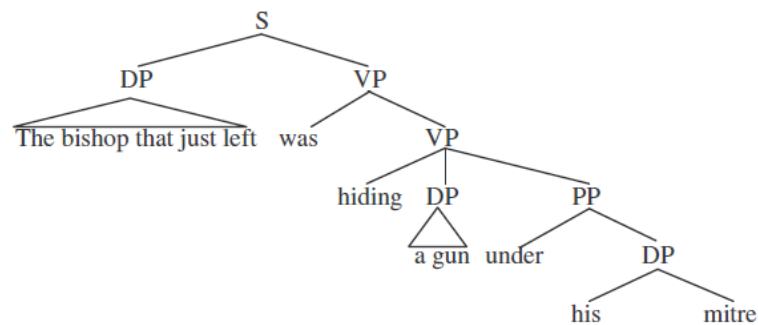 S
DP VP
The bishop that just left was VP
hiding DP PP
a gun under DP
his mitre